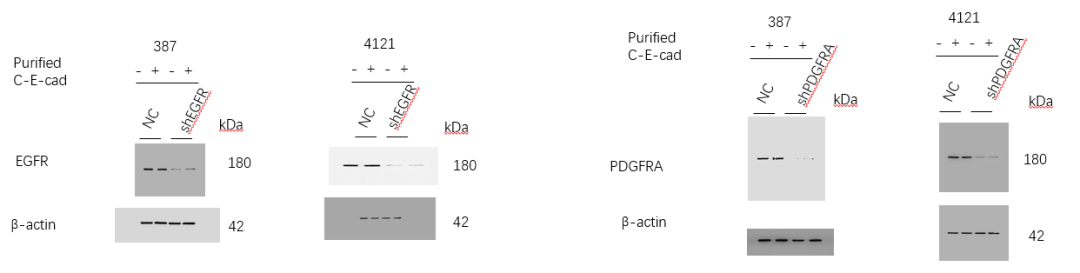 387
Purified
C-E-cad
- + - +
NC shEGFR
kDa
EGFR
180
β-actin
42
4121
- + - +
NC shEGFR
kDa
180
42
387
Purified
C-E-cad
- + - +
NC shPDGFRA
kDa
PDGFRA
β-actin
4121
- + - +
NC shPDGFRA
kDa
180
42